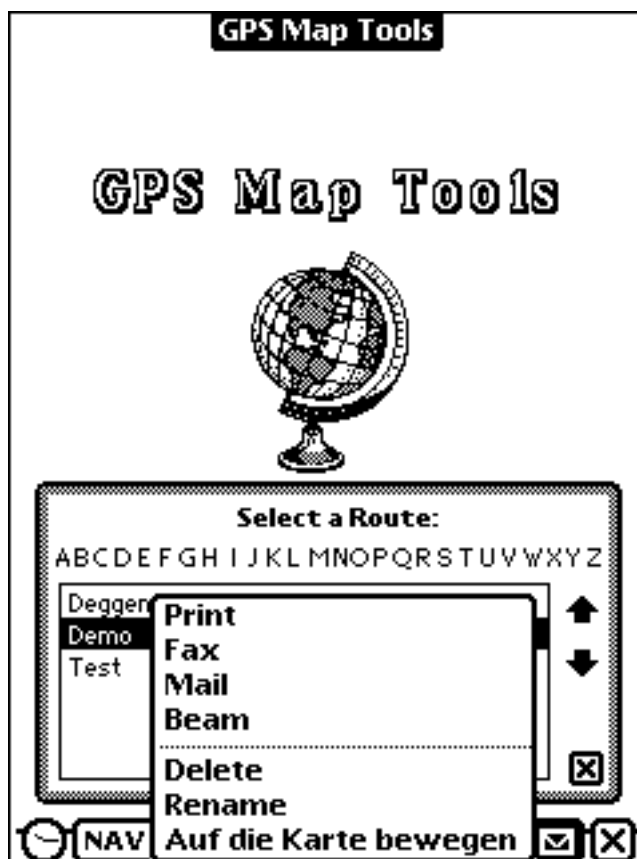 GPS Map Tools
GPS Map Tools
Select a Route:
ABCDEFGHIJKLMNOPQRSTUVWXYZ
Demo
Test
Print
Fax
Mail
Beam
Delete
Rename
Auf die Karte bewegen
NAV